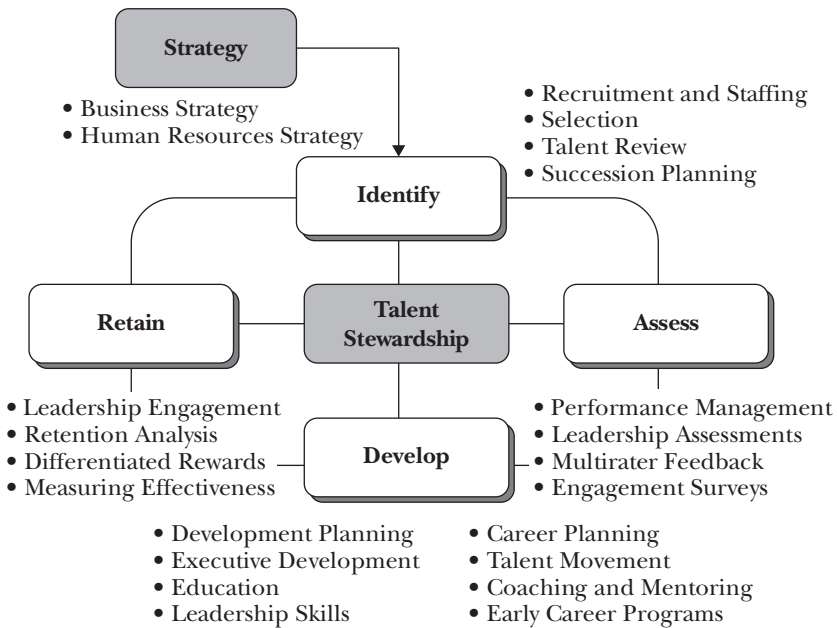 Strategy
• Business Strategy
• Human Resources Strategy
• Recruitment and Staffing
• Selection
• Talent Review
• Succession Planning
Identify
Retain
Talent
Stewardship
Assess
• Leadership Engagement
• Retention Analysis
• Differentiated Rewards
• Measuring Effectiveness
Develop
• Performance Management
• Leadership Assessments
• Multirater Feedback
• Engagement Surveys
• Development Planning
• Executive Development
• Education
• Leadership Skills
• Career Planning
• Talent Movement
• Coaching and Mentoring
• Early Career Programs